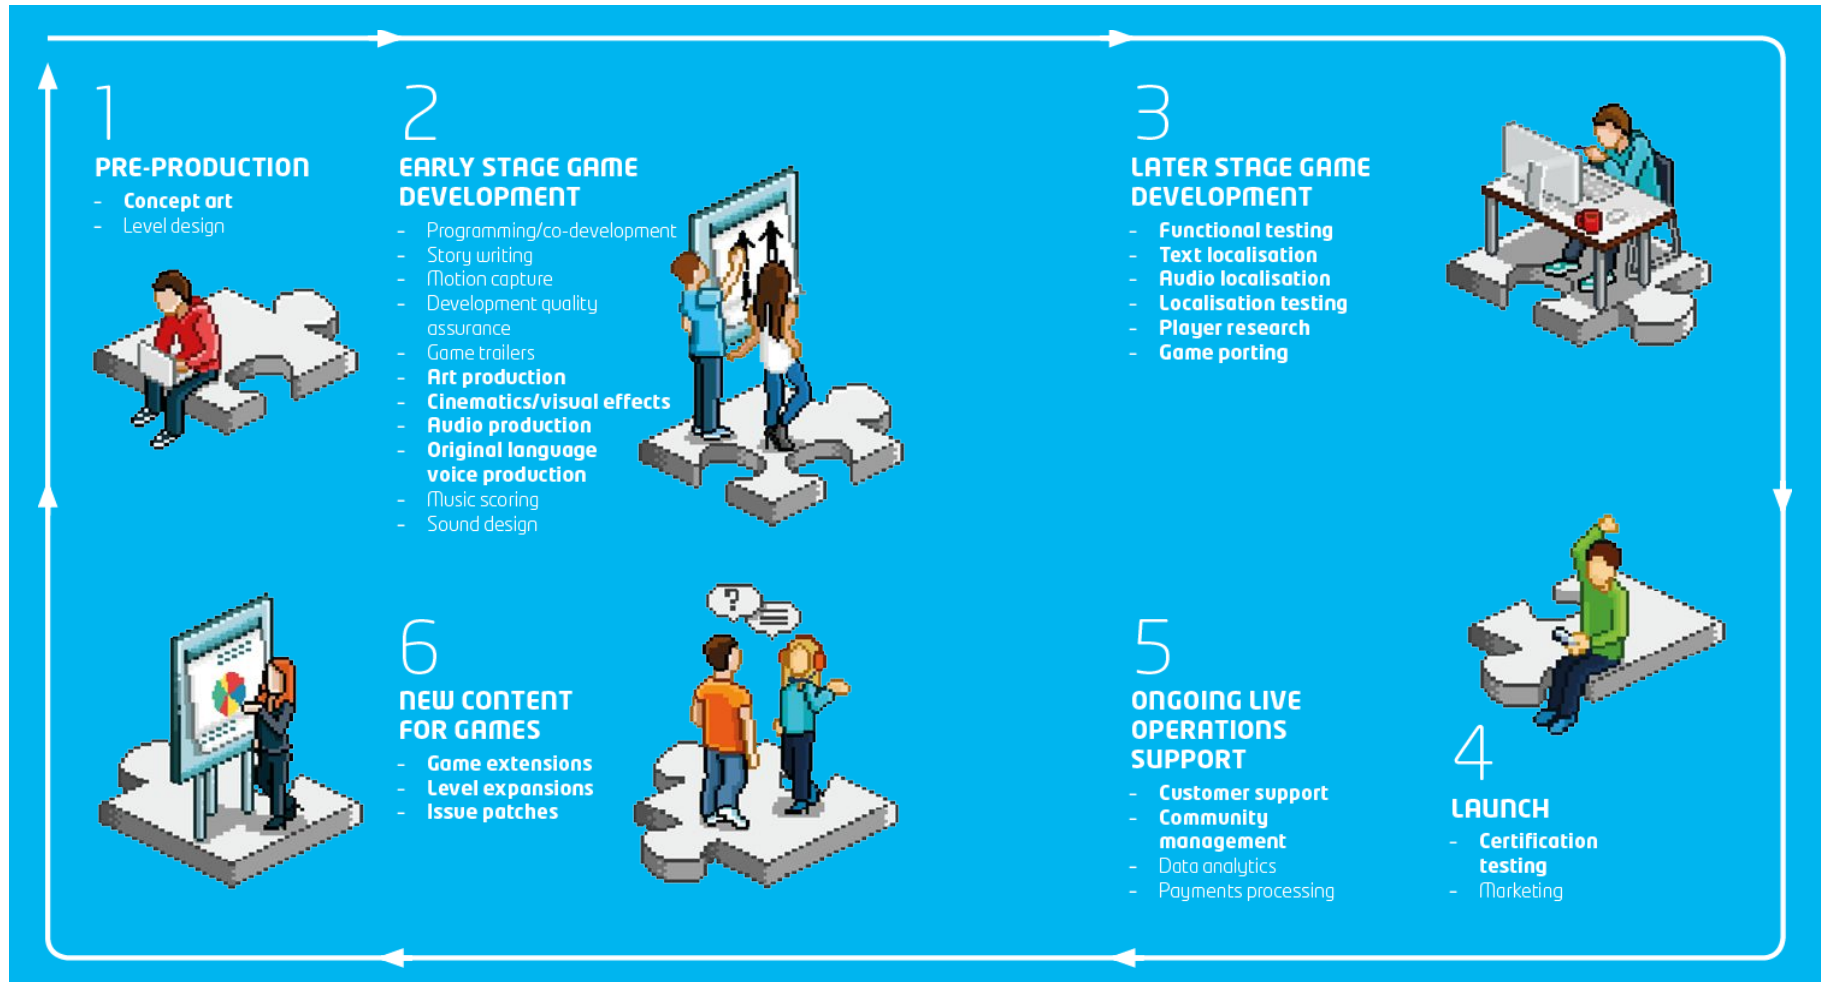 1
PRE-PRODUCTION
- Concept art
- Level design
2
EARLY STAGE GAME
DEVELOPMENT
- Programming/co-development
- Story writing
- Motion capture
- Development quality
assurance
- Game trailers
- Art production
- Cinematics/visual effects
- Audio production
- Original language
voice production
- Music scoring
- Sound design
3
LATER STAGE GAME
DEVELOPMENT
- Functional testing
- Text localisation
- Audio localisation
- Localisation testing
- Player research
- Game porting
4
LAUNCH
- Certification
testing
- Marketing
5
ONGOING LIVE
OPERATIONS
SUPPORT
- Customer support
- Community
management
- Data analytics
- Payments processing
6
NEW CONTENT
FOR GAMES
- Game extensions
- Level expansions
- Issue patches
?